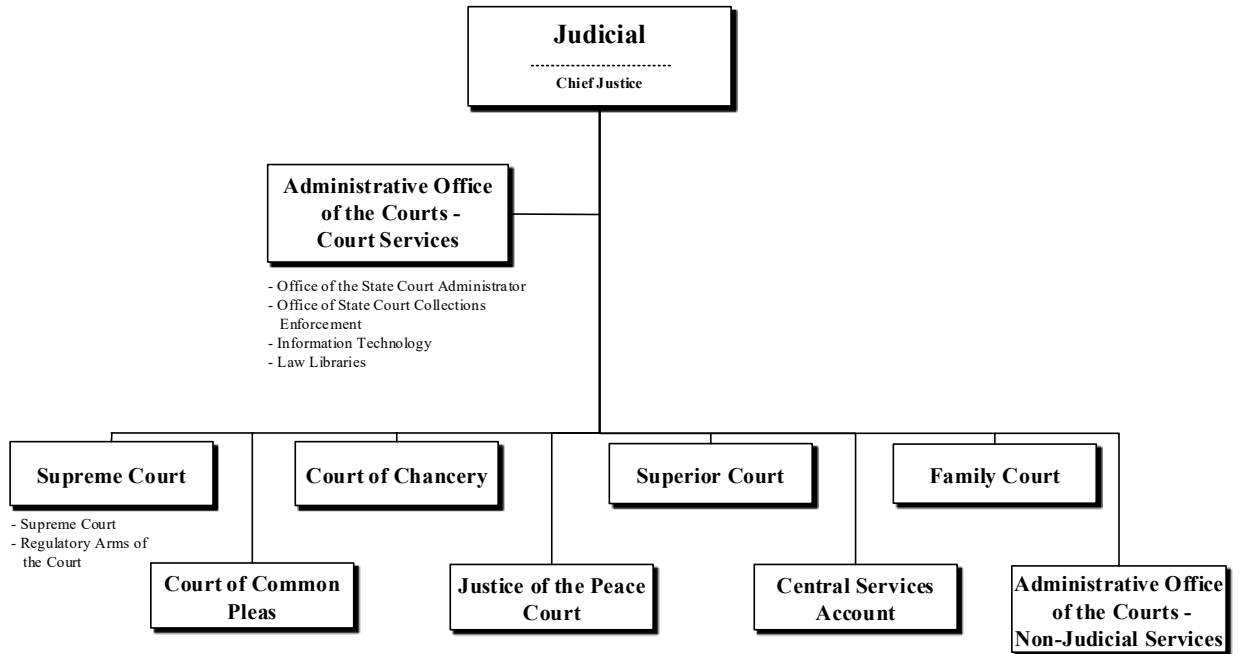 Judicial
Chief Justice
Administrative Office
of the Courts -
Court Services
- Office of the State Court Administrator
- Office of State Court Collections
Enforcement
- Information Technology
- Law Libraries
Supreme Court
- Supreme Court
- Regulatory Arms of
the Court
Court of Chancery
Superior Court
Family Court
Court of Common
Pleas
Justice of the Peace
Court
Central Services
Account
Administrative Office
of the Courts -
Non-Judicial Services